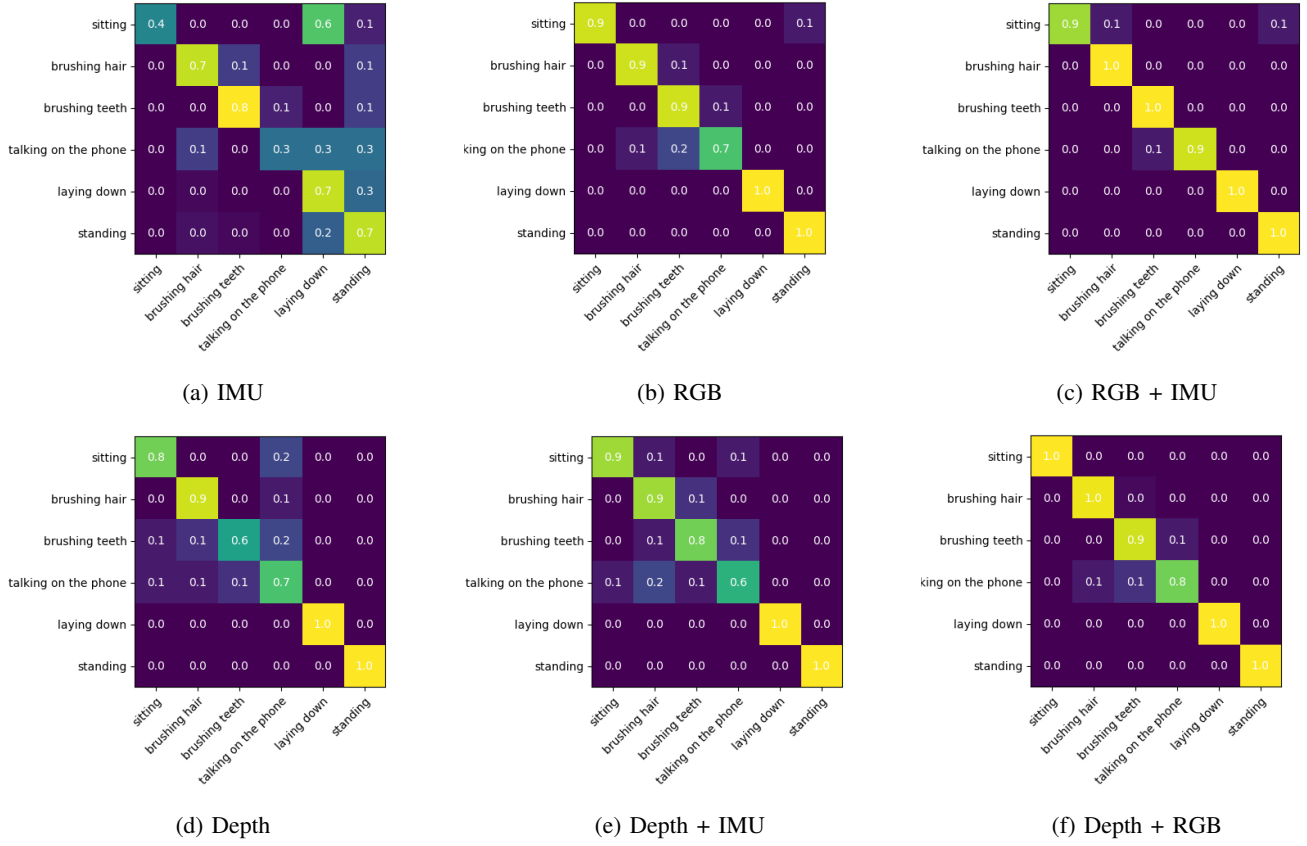 sitting 0.4 0.0 0.0 0.0 0.6 0.1
brushing hair 0.0 0.7 0.1 0.0 0.0 0.1
brushing teeth 0.0 0.0 0.8 0.1 0.0 0.1
talking on the phone 0.0 0.1 0.0 0.3 0.3 0.3
laying down 0.0 0.0 0.0 0.0 0.7 0.3
standing 0.0 0.0 0.0 0.0 0.2 0.7
sitting
brushing hair
brushing teeth
talking on the phone
laying down
standing
(a) IMU
sitting 0.9 0.0 0.0 0.0 0.0 0.1
brushing hair 0.0 0.9 0.1 0.0 0.0 0.0
brushing teeth 0.0 0.0 0.9 0.1 0.0 0.0
king on the phone 0.0 0.1 0.2 0.7 0.0 0.0
laying down 0.0 0.0 0.0 0.0 1.0 0.0
standing 0.0 0.0 0.0 0.0 0.0 1.0
sitting
brushing hair
brushing teeth
talking on the phone
laying down
standing
(b) RGB
sitting 0.9 0.1 0.0 0.0 0.0 0.1
brushing hair 0.0 1.0 0.0 0.0 0.0 0.0
brushing teeth 0.0 0.0 1.0 0.0 0.0 0.0
talking on the phone 0.0 0.0 0.1 0.9 0.0 0.0
laying down 0.0 0.0 0.0 0.0 1.0 0.0
standing 0.0 0.0 0.0 0.0 0.0 1.0
sitting
brushing hair
brushing teeth
talking on the phone
laying down
standing
(c) RGB + IMU
sitting 0.8 0.0 0.0 0.2 0.0 0.0
brushing hair 0.0 0.9 0.0 0.1 0.0 0.0
brushing teeth 0.1 0.1 0.6 0.2 0.0 0.0
talking on the phone 0.1 0.1 0.1 0.7 0.0 0.0
laying down 0.0 0.0 0.0 0.0 1.0 0.0
standing 0.0 0.0 0.0 0.0 0.0 1.0
sitting
brushing hair
brushing teeth
talking on the phone
laying down
standing
(d) Depth
sitting 0.9 0.1 0.0 0.1 0.0 0.0
brushing hair 0.0 0.9 0.1 0.0 0.0 0.0
brushing teeth 0.0 0.1 0.8 0.1 0.0 0.0
talking on the phone 0.1 0.2 0.1 0.6 0.0 0.0
laying down 0.0 0.0 0.0 0.0 1.0 0.0
standing 0.0 0.0 0.0 0.0 0.0 1.0
sitting
brushing hair
brushing teeth
talking on the phone
laying down
standing
(e) Depth + IMU
sitting 1.0 0.0 0.0 0.0 0.0 0.0
brushing hair 0.0 1.0 0.0 0.0 0.0 0.0
brushing teeth 0.0 0.0 0.9 0.1 0.0 0.0
king on the phone 0.0 0.1 0.1 0.8 0.0 0.0
laying down 0.0 0.0 0.0 0.0 1.0 0.0
standing 0.0 0.0 0.0 0.0 0.0 1.0
sitting
brushing hair
brushing teeth
talking on the phone
laying down
standing
(f) Depth + RGB